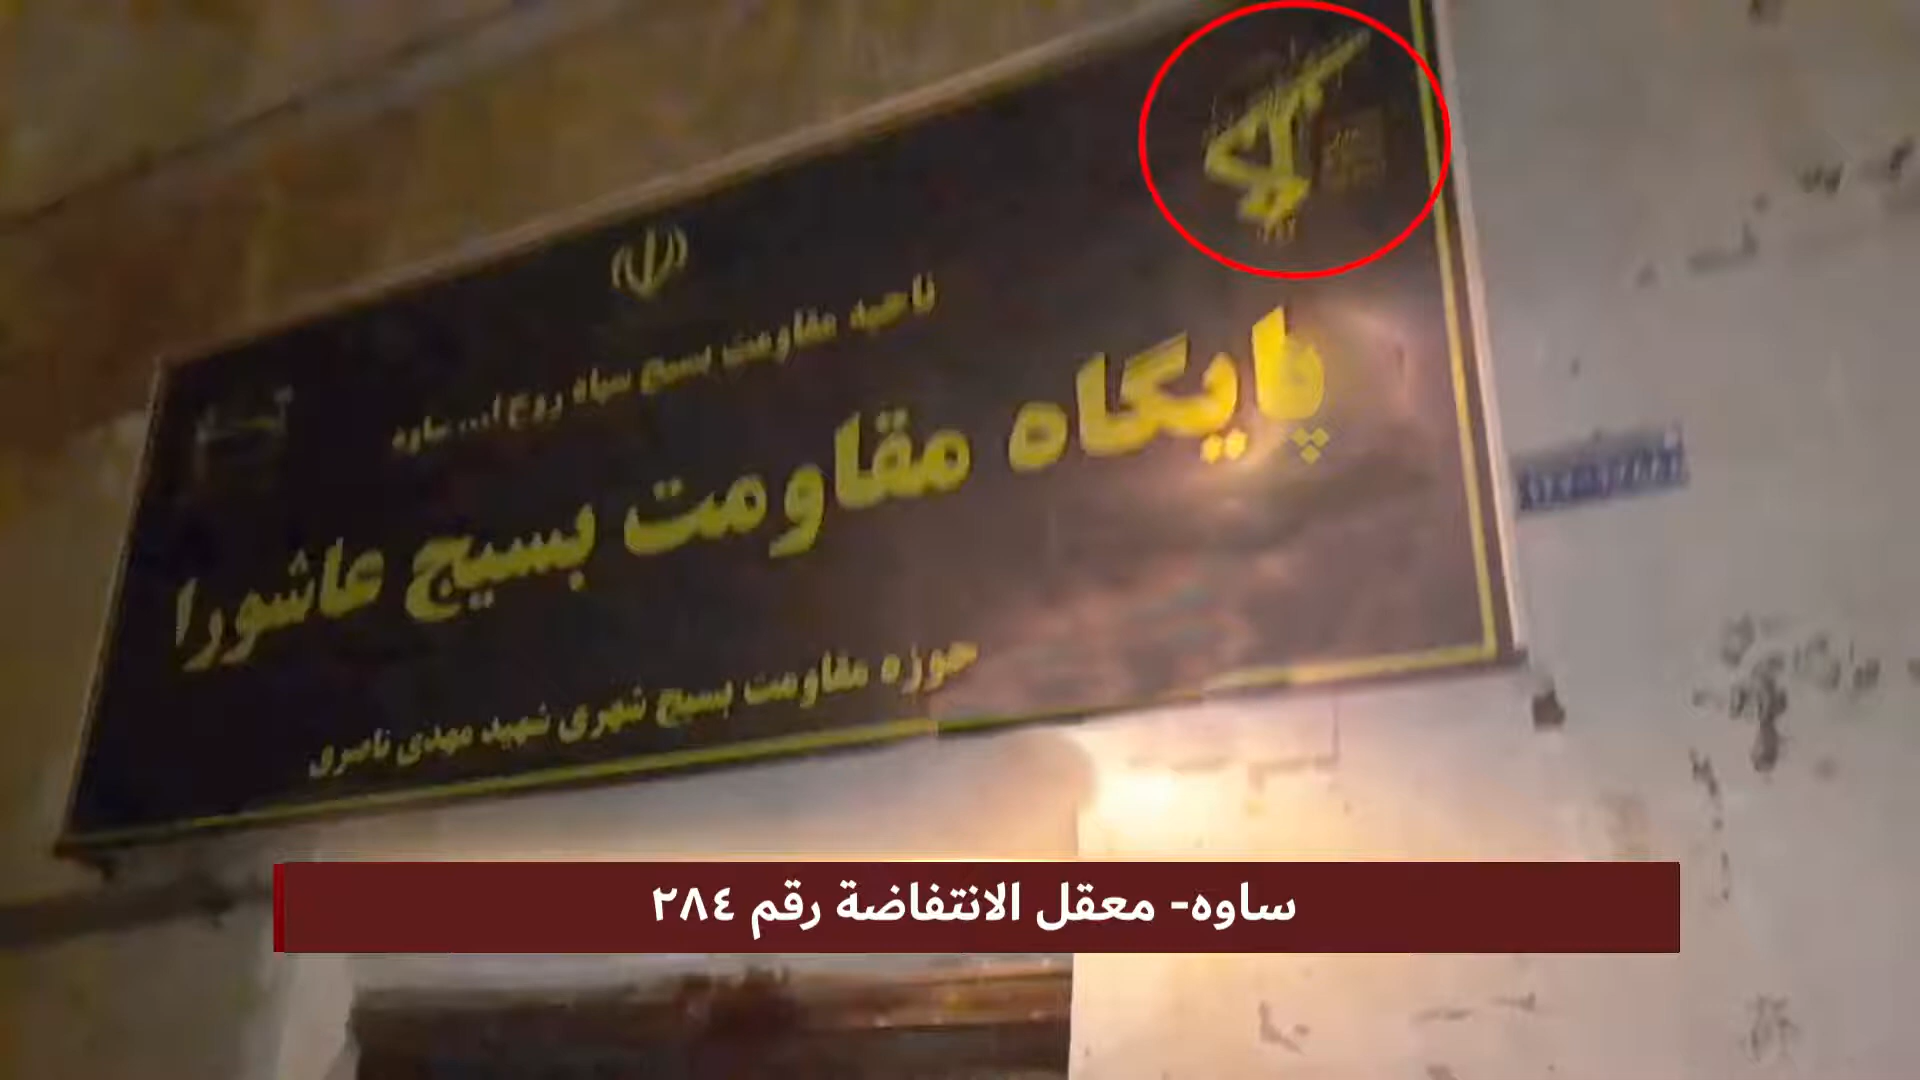 ناحیه مقاومت بسیج سپاه روح ا... ساوه
پایگاه مقاومت بسیج عاشورا
حوزه مقاومت بسیج شهری شهید مهدی ناصری
ساوه- معقل الانتفاضة رقم ٢٨٤